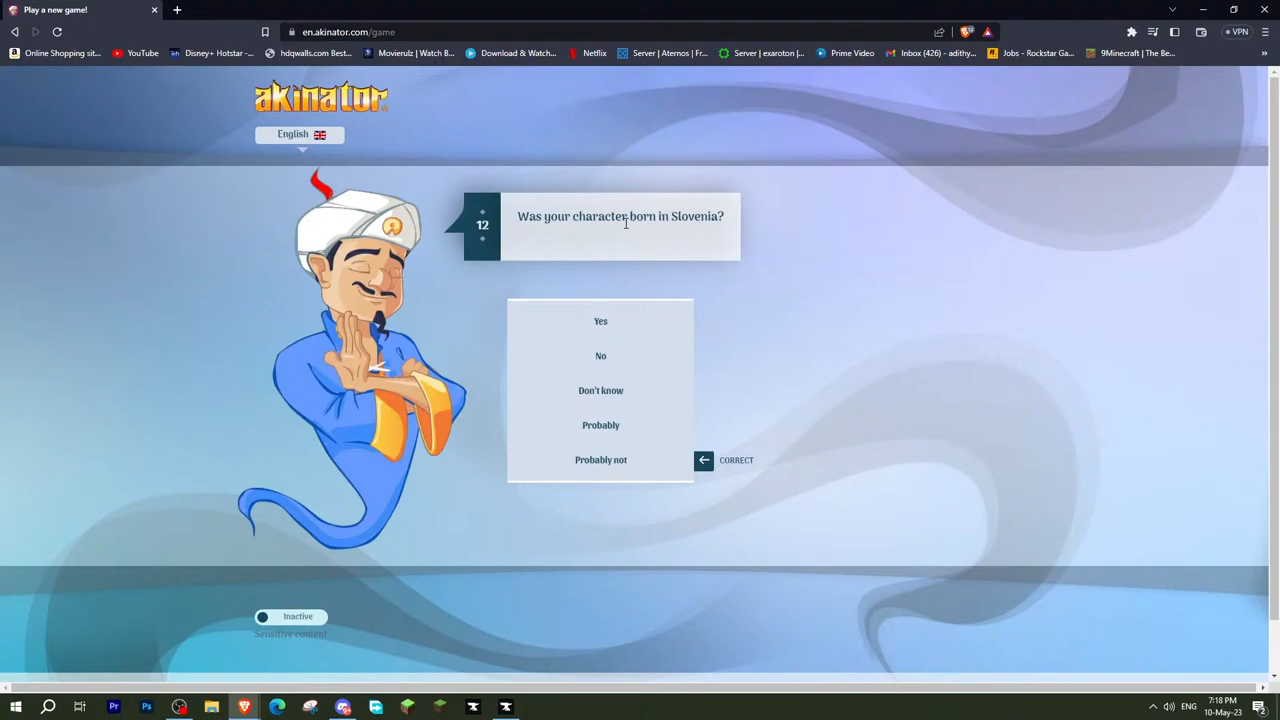 Play a new game!
en.akinator.com/game
VPN
Online Shopping ...
YouTube
Disney+ Hotstar -...
hdqwalls.com Best...
Movierulz | Watch B...
Download & Watch...
Netflix
Server | Aternos | Fr...
Server | exaroton | ...
Prime Video
Inbox (426) - adithy...
Jobs - Rockstar Ga...
9Minecraft | The Be...
akinator
English
12
Was your character born in Slovenia?
Yes
No
Don't know
Probably
Probably not
CORRECT
Inactive
Sensitive content
Pr
Ps
ENG
7:18 PM
10-May-23
2